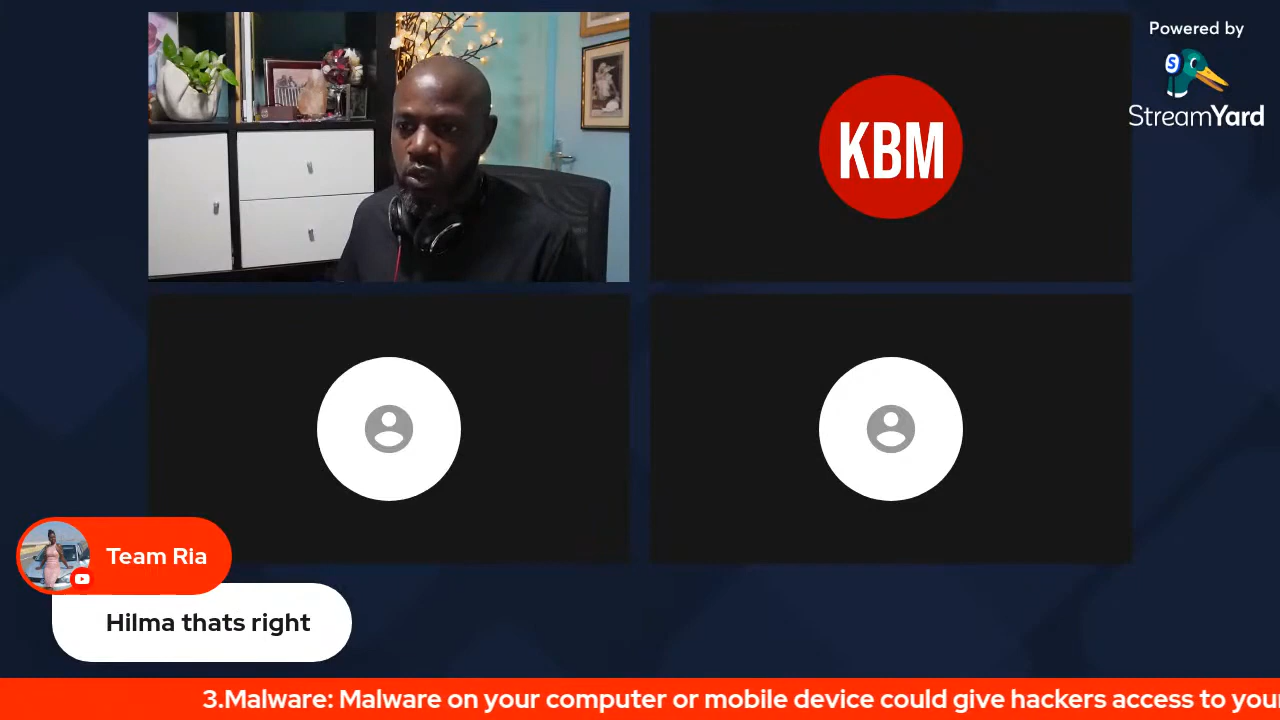 Powered by
S
StreamYard
KBM
Team Ria
Hilma thats right
3.Malware: Malware on your computer or mobile device could give hackers access to your